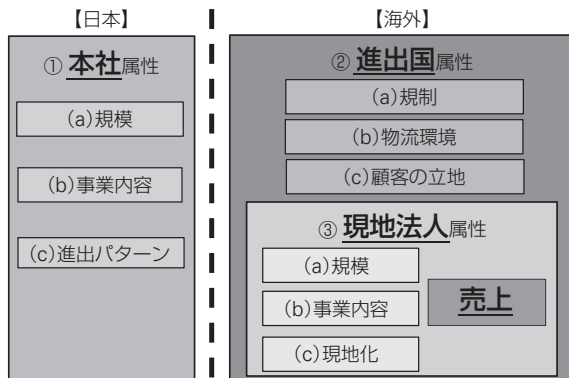 【日本】
① 本社属性
(a)規模
(b)事業内容
(c)進出パターン
【海外】
② 進出国属性
(a)規制
(b)物流環境
(c)顧客の立地
③ 現地法人属性
(a)規模
(b)事業内容
(c)現地化
売上